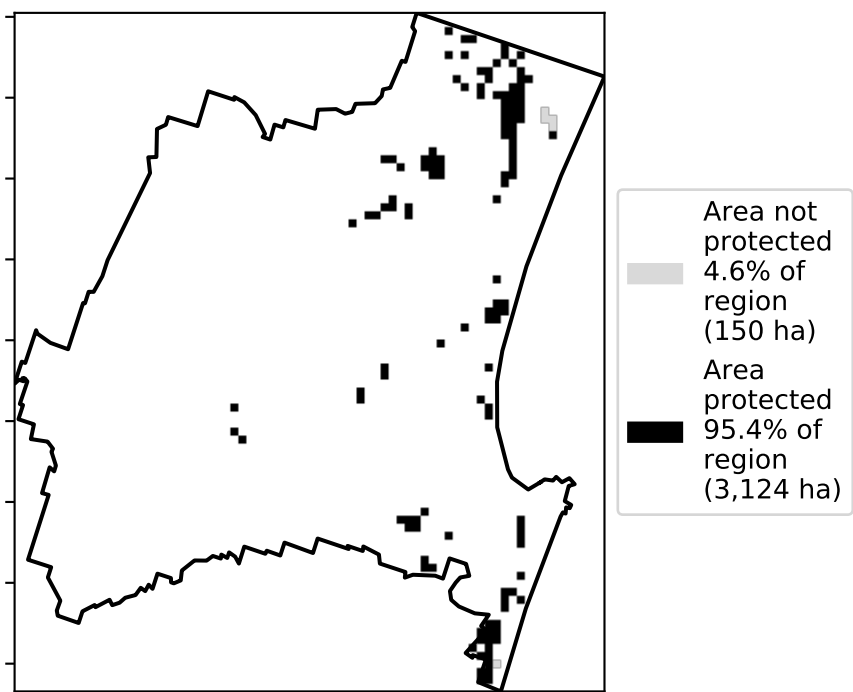 Area not
protected
4.6% of
region
(150 ha)
Area
protected
95.4% of
region
(3,124 ha)